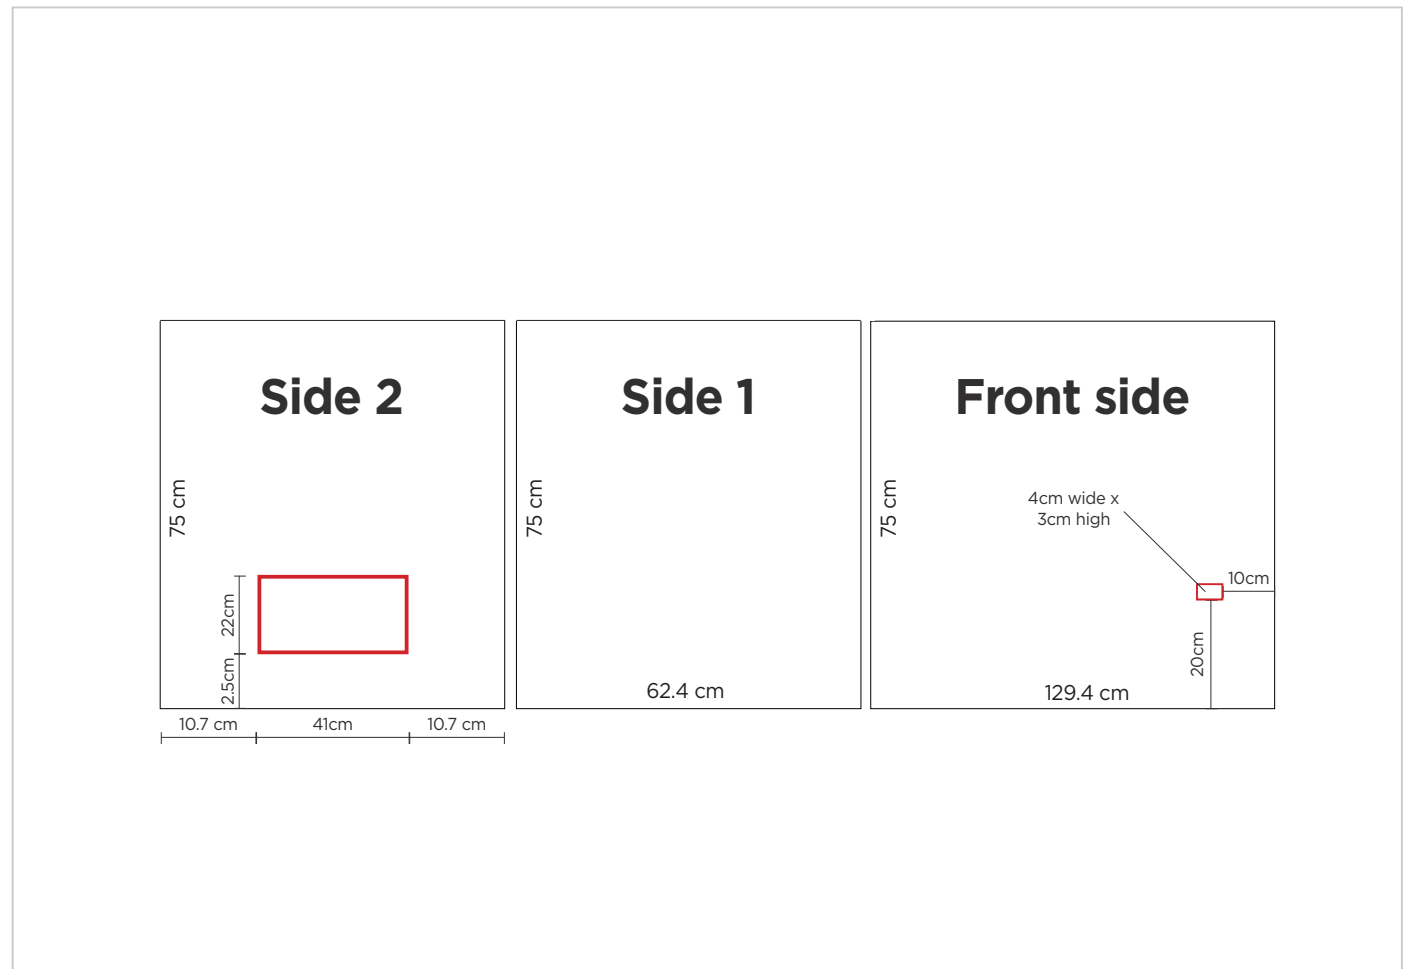 Side 2
75 cm
22cm
2.5cm
10.7 cm
41cm
10.7 cm
Side 1
75 cm
62.4 cm
Front side
75 cm
4cm wide x
3cm high
10cm
20cm
129.4 cm